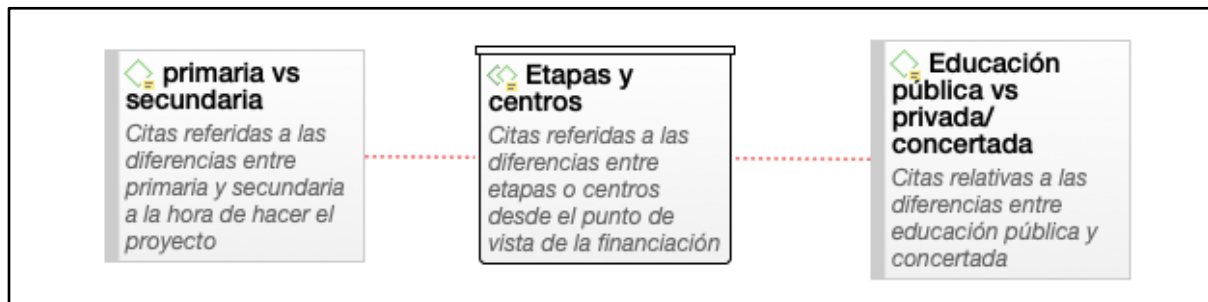 primaria vs
secundaria
Citas referidas a las
diferencias entre
primaria y secundaria
a la hora de hacer el
proyecto
Etapas y
centros
Citas referidas a las
diferencias entre
etapas o centros
desde el punto de
vista de la financiación
Educación
pública vs
privada/
concertada
Citas relativas a las
diferencias entre
educación pública y
concertada